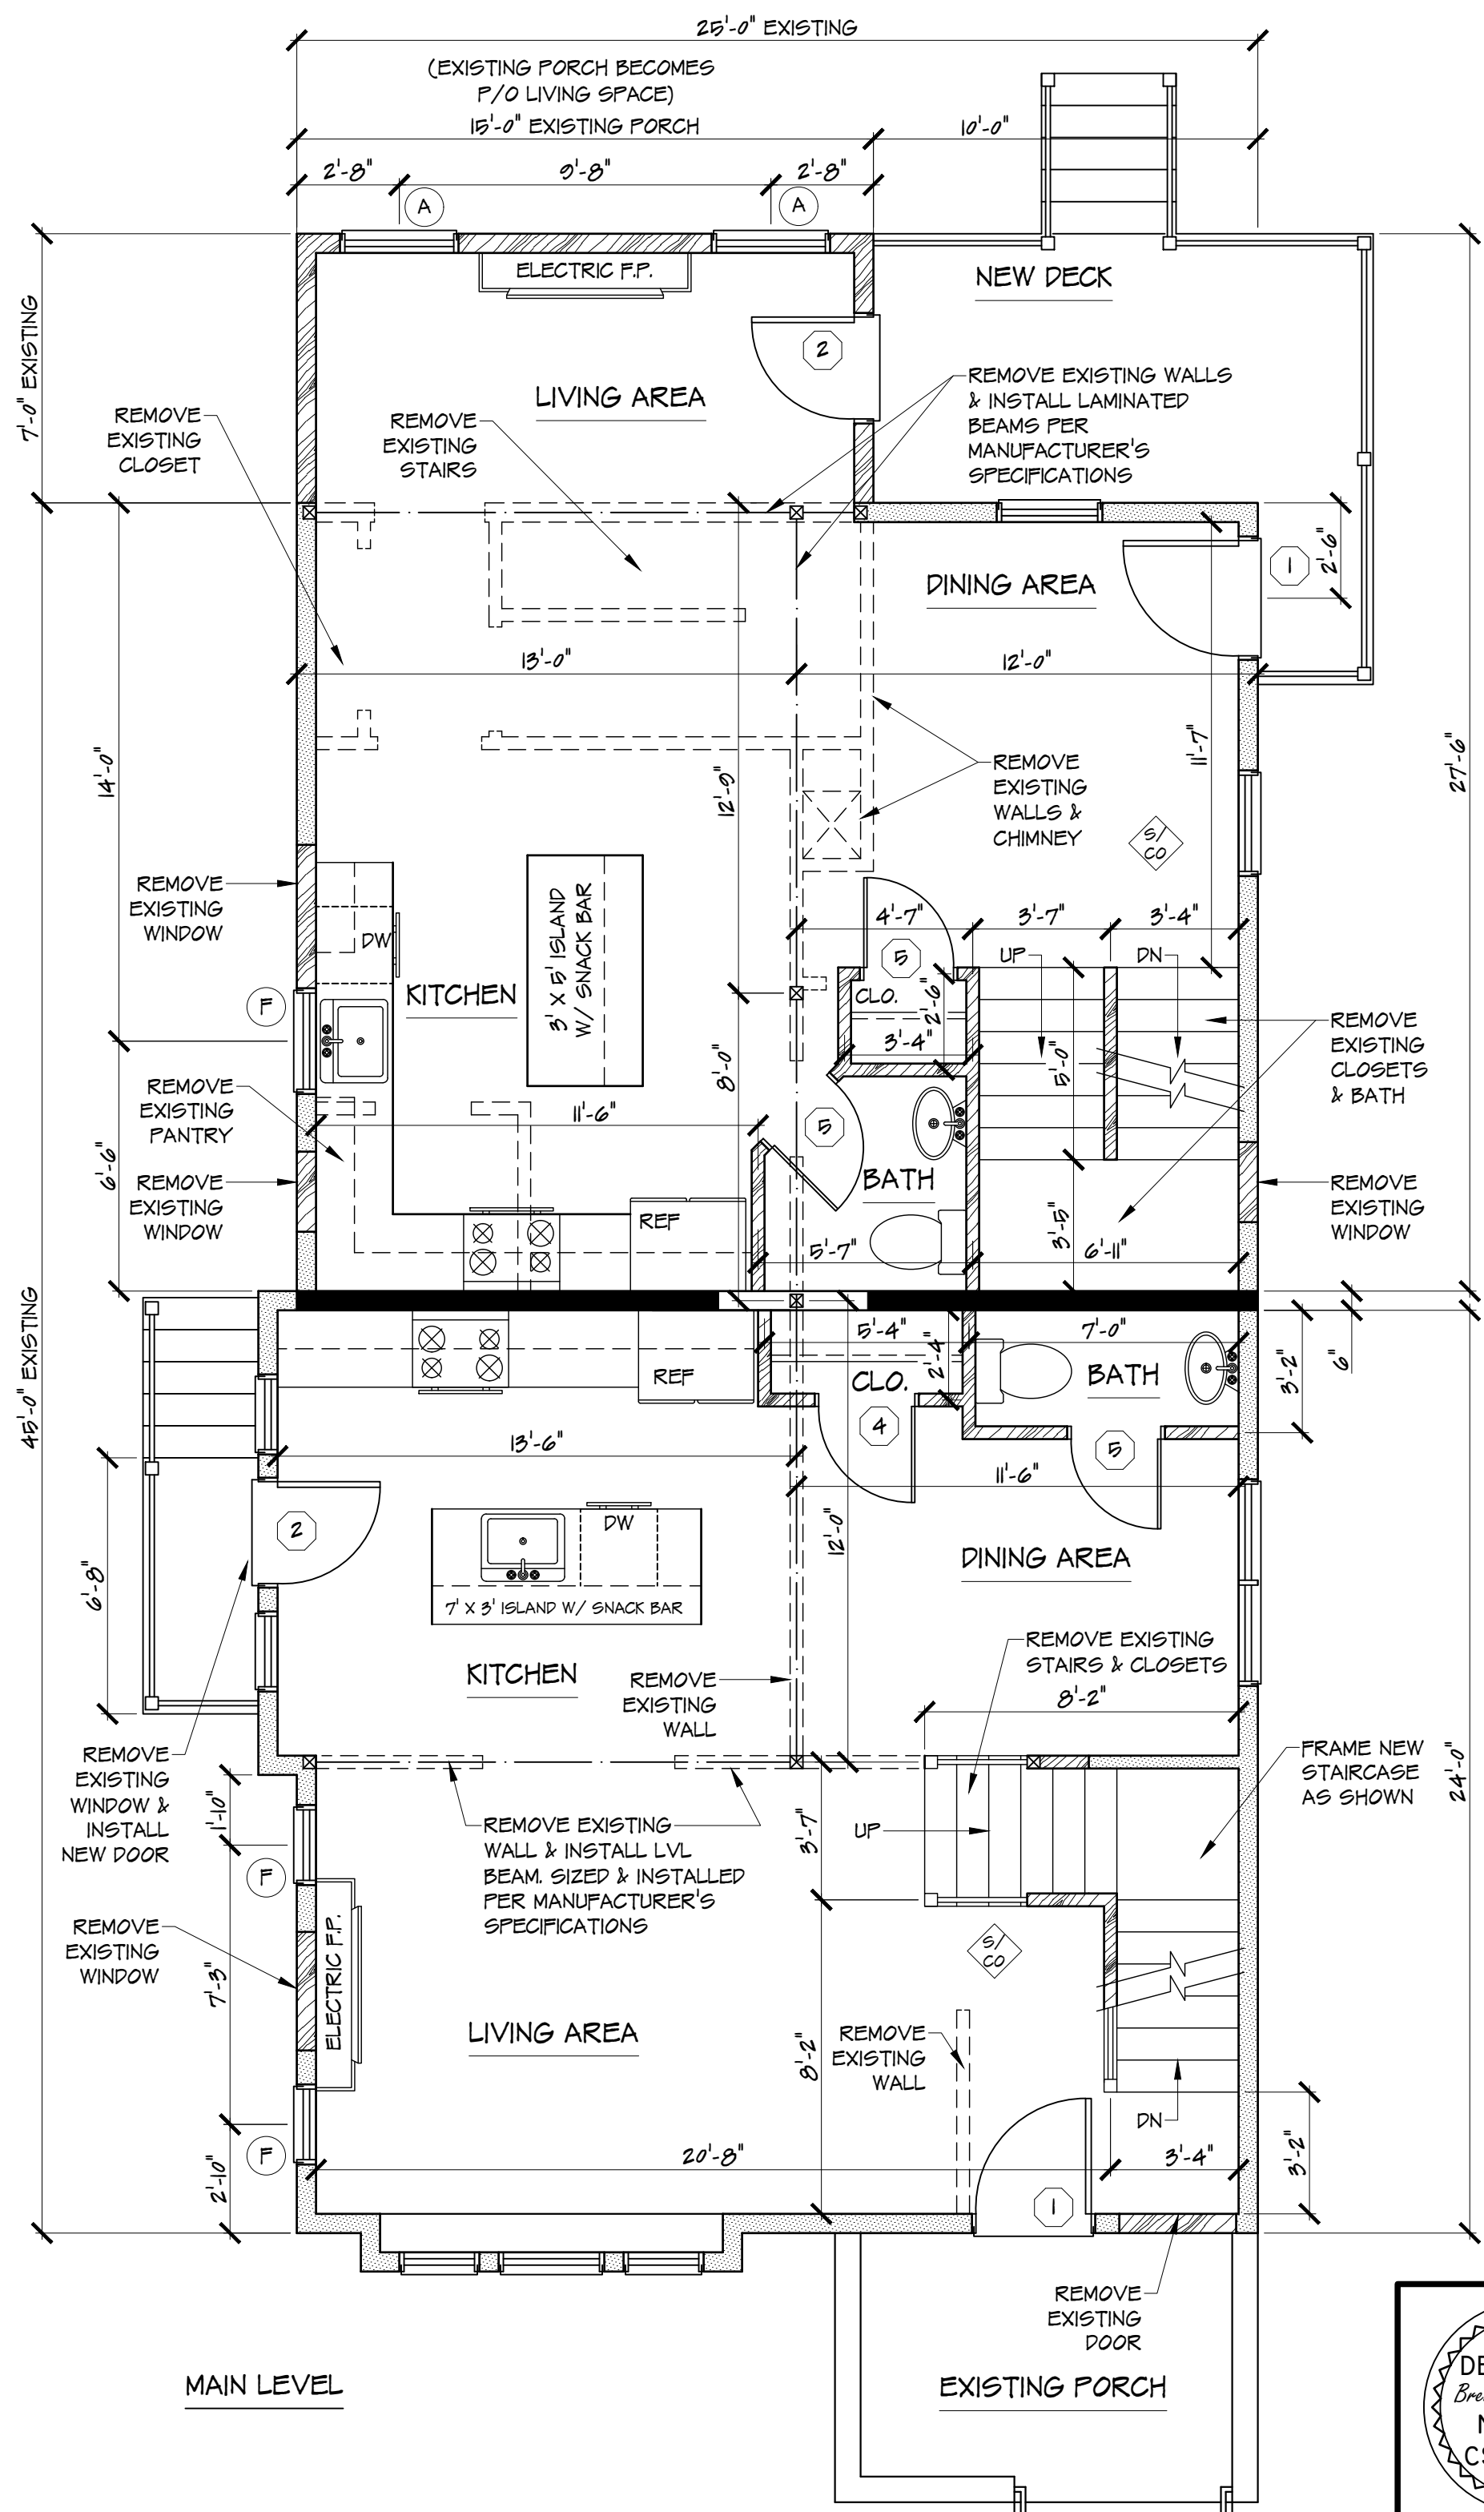 25'-0" EXISTING
(EXISTING PORCH BECOMES
P/O LIVING SPACE)
15'-0" EXISTING PORCH
10'-0"
2'-8"
9'-8"
2'-8"
A
A
ELECTRIC F.P.
NEW DECK
7'-0" EXISTING
2
LIVING AREA
REMOVE
EXISTING
CLOSET
REMOVE
EXISTING
STAIRS
REMOVE EXISTING WALLS
& INSTALL LAMINATED
BEAMS PER
MANUFACTURER'S
SPECIFICATIONS
DINING AREA
1
2'-6"
13'-0"
12'-0"
14'-0"
12'-9"
11'-7"
27'-6"
REMOVE
EXISTING
WALLS &
CHIMNEY
S/
CO
REMOVE
EXISTING
WINDOW
DW
3' X 5' ISLAND
W/ SNACK BAR
4'-7"
3'-7"
3'-4"
5
UP
DN
F
KITCHEN
CLO.
2'-6"
3'-4"
5'-0"
REMOVE
EXISTING
CLOSETS
& BATH
8'-0"
REMOVE
EXISTING
PANTRY
11'-6"
5
6'-6"
REMOVE
EXISTING
WINDOW
BATH
REMOVE
EXISTING
WINDOW
REF
3'-5"
5'-7"
6'-11"
45'-0" EXISTING
5'-4"
7'-0"
2'-4"
3'-2"
6"
REF
CLO.
BATH
4
5
13'-6"
11'-6"
2
DW
12'-0"
DINING AREA
6'-8"
7' X 3' ISLAND W/ SNACK BAR
REMOVE EXISTING
STAIRS & CLOSETS
KITCHEN
REMOVE
EXISTING
WALL
8'-2"
REMOVE
EXISTING
WINDOW &
INSTALL
NEW DOOR
FRAME NEW
STAIRCASE
AS SHOWN
24'-0"
1'-10"
REMOVE EXISTING
WALL & INSTALL LVL
BEAM. SIZED & INSTALLED
PER MANUFACTURER'S
SPECIFICATIONS
3'-7"
UP
F
REMOVE
EXISTING
WINDOW
ELECTRIC F.P.
S/
CO
7'-3"
LIVING AREA
8'-2"
REMOVE
EXISTING
WALL
DN
F
2'-10"
20'-8"
3'-4"
3'-2"
1
REMOVE
EXISTING
DOOR
MAIN LEVEL
EXISTING PORCH